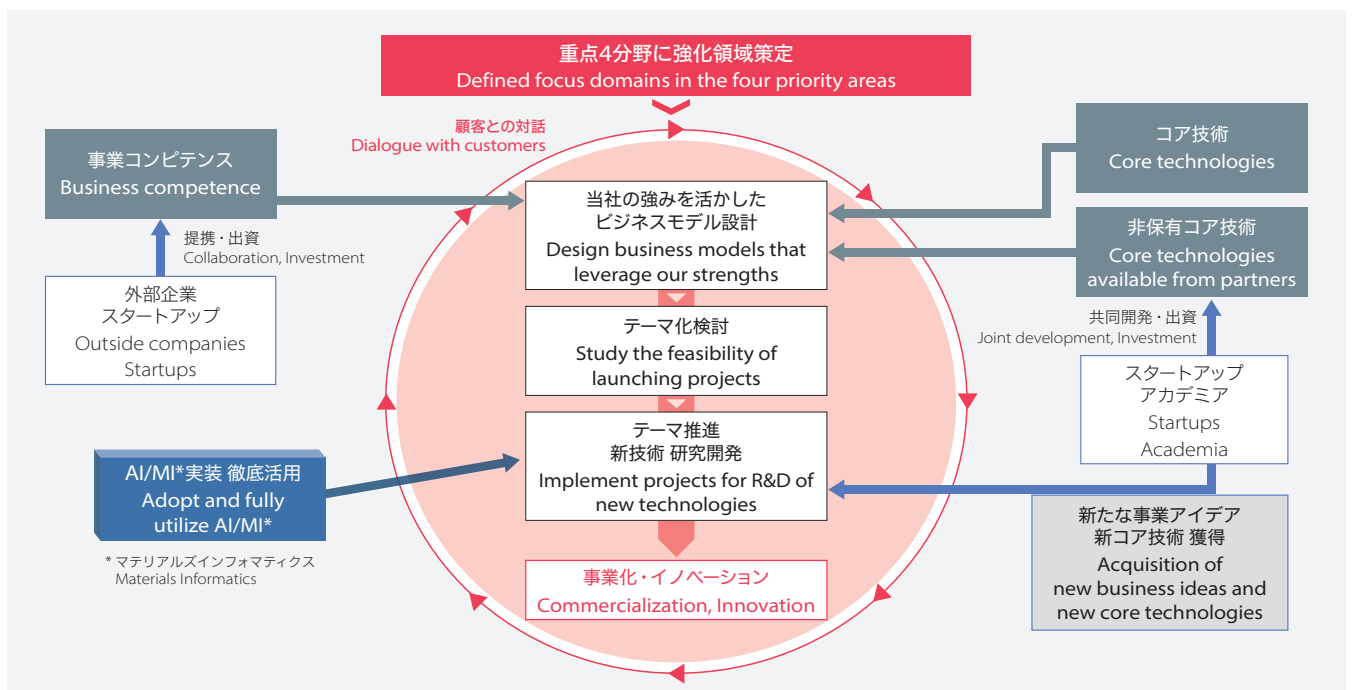 重点4分野に強化領域策定
Defined focus domains in the four priority areas
顧客との対話
Dialogue with customers
事業コンピテンス
Business competence
提携・出資
Collaboration, Investment
外部企業
スタートアップ
Outside companies
Startups
AI/MI*実装 徹底活用
Adopt and fully
utilize AI/MI*
* マテリアルズインフォマティクス
Materials Informatics
当社の強みを活かした
ビジネスモデル設計
Design business models that
leverage our strengths
テーマ化検討
Study the feasibility of
launching projects
テーマ推進
新技術 研究開発
Implement projects for R&D of
new technologies
事業化・イノベーション
Commercialization, Innovation
コア技術
Core technologies
非保有コア技術
Core technologies
available from partners
共同開発・出資
Joint development, Investment
スタートアップ
アカデミア
Startups
Academia
新たな事業アイデア
新コア技術 獲得
Acquisition of
new business ideas and
new core technologies